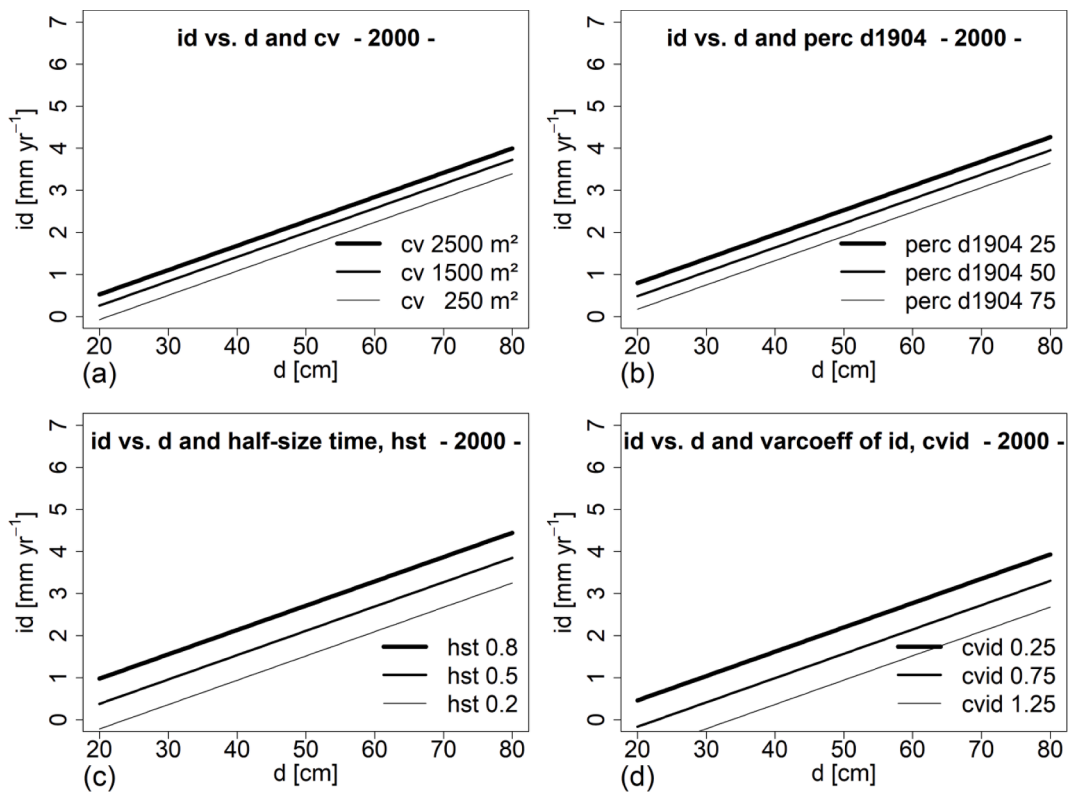 id vs. d and cv - 2000 -
7
6
5
4
3
2
1
0
id [mm yr⁻¹]
cv 2500 m²
cv 1500 m²
cv 250 m²
20 30 40 50 60 70 80
d [cm]
(a)
id vs. d and perc d1904 - 2000 -
7
6
5
4
3
2
1
0
id [mm yr⁻¹]
perc d1904 25
perc d1904 50
perc d1904 75
20 30 40 50 60 70 80
d [cm]
(b)
id vs. d and half-size time, hst - 2000 -
7
6
5
4
3
2
1
0
id [mm yr⁻¹]
hst 0.8
hst 0.5
hst 0.2
20 30 40 50 60 70 80
d [cm]
(c)
id vs. d and varcoeff of id, cvid - 2000 -
7
6
5
4
3
2
1
0
id [mm yr⁻¹]
cvid 0.25
cvid 0.75
cvid 1.25
20 30 40 50 60 70 80
d [cm]
(d)